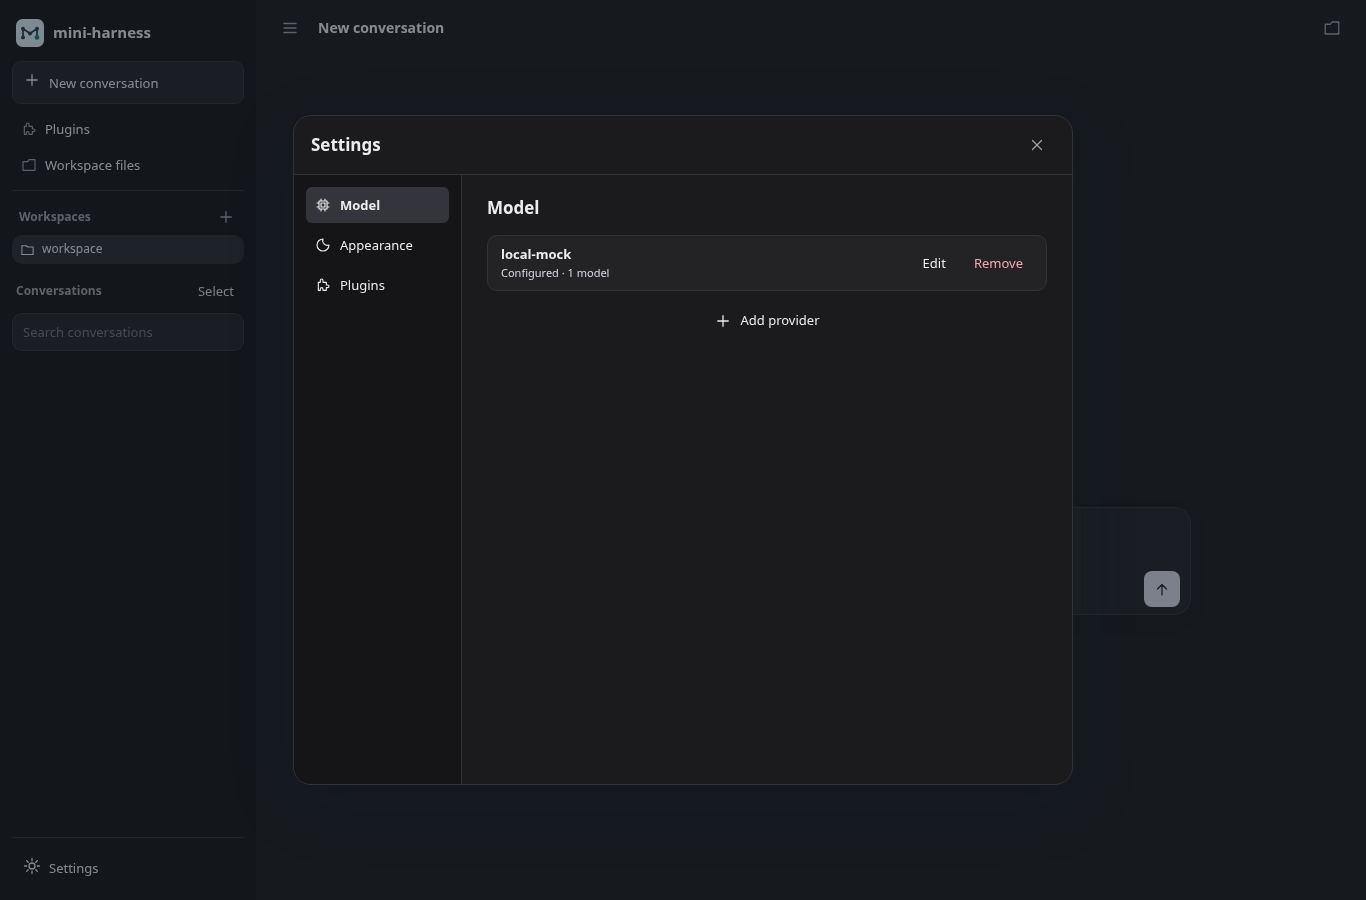 mini-harness
New conversation
Plugins
Workspace files
Workspaces
workspace
Conversations
Select
Search conversations
Settings
New conversation
Settings
Model
Appearance
Plugins
Model
local-mock
Configured · 1 model
Edit
Remove
Add provider